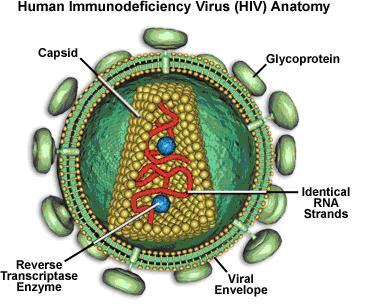 Human Immunodeficiency Virus (HIV) Anatomy
Capsid
Glycoprotein
Identical
RNA
Strands
Reverse
Transcriptase
Enzyme
Viral
Envelope